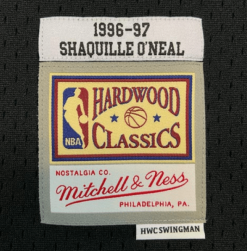 1996-97
SHAQUILLE O'NEAL
HARDWOOD
NBA
CLASSICS
NOSTALGIA CO.
Mitchell & Ness
PHILADELPHIA, PA.
HWCSWINGMAN